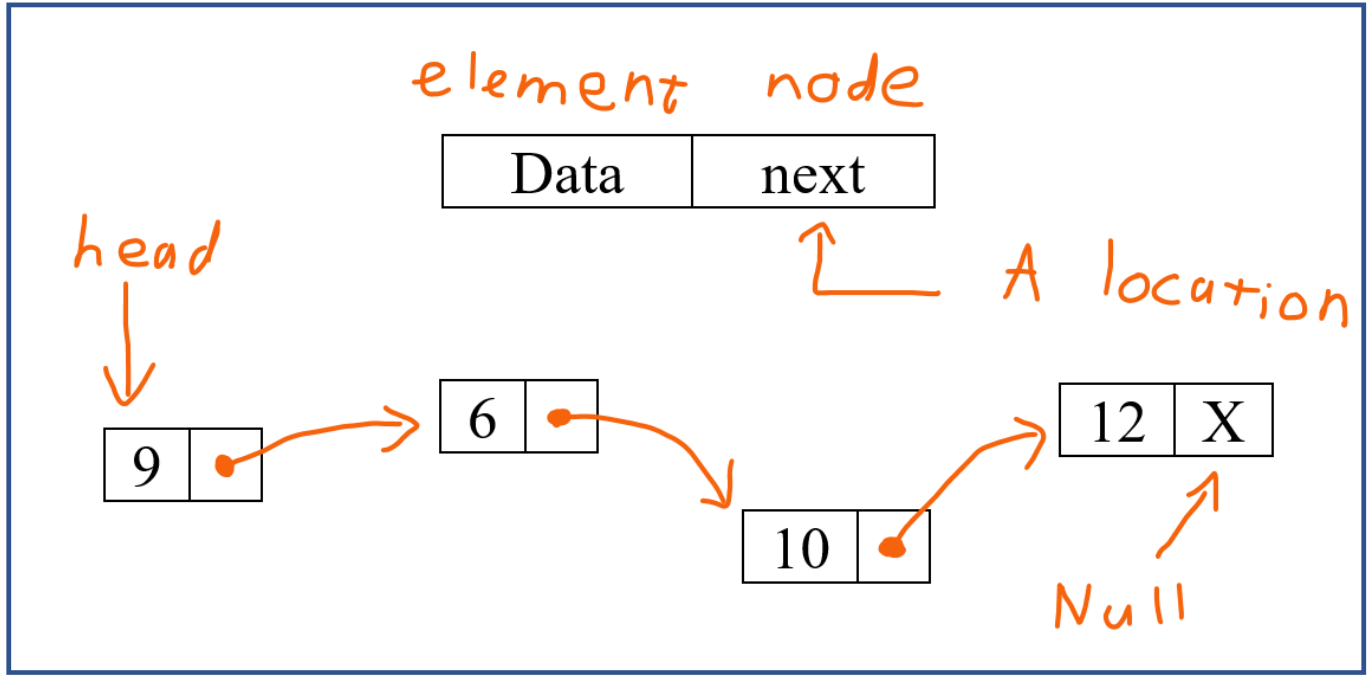 element node
Data next
head
A location
9
6
10
12 X
Null